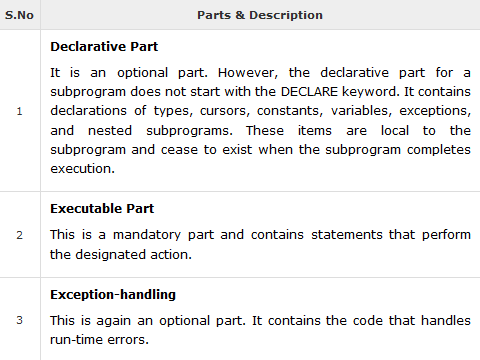 S.No Parts & Description
Declarative Part
It is an optional part. However, the declarative part for a
subprogram does not start with the DECLARE keyword. It contains
1 declarations of types, cursors, constants, variables, exceptions,
and nested subprograms. These items are local to the
subprogram and cease to exist when the subprogram completes
execution.
Executable Part
2 This is a mandatory part and contains statements that perform
the designated action.
Exception-handling
3 This is again an optional part. It contains the code that handles
run-time errors.